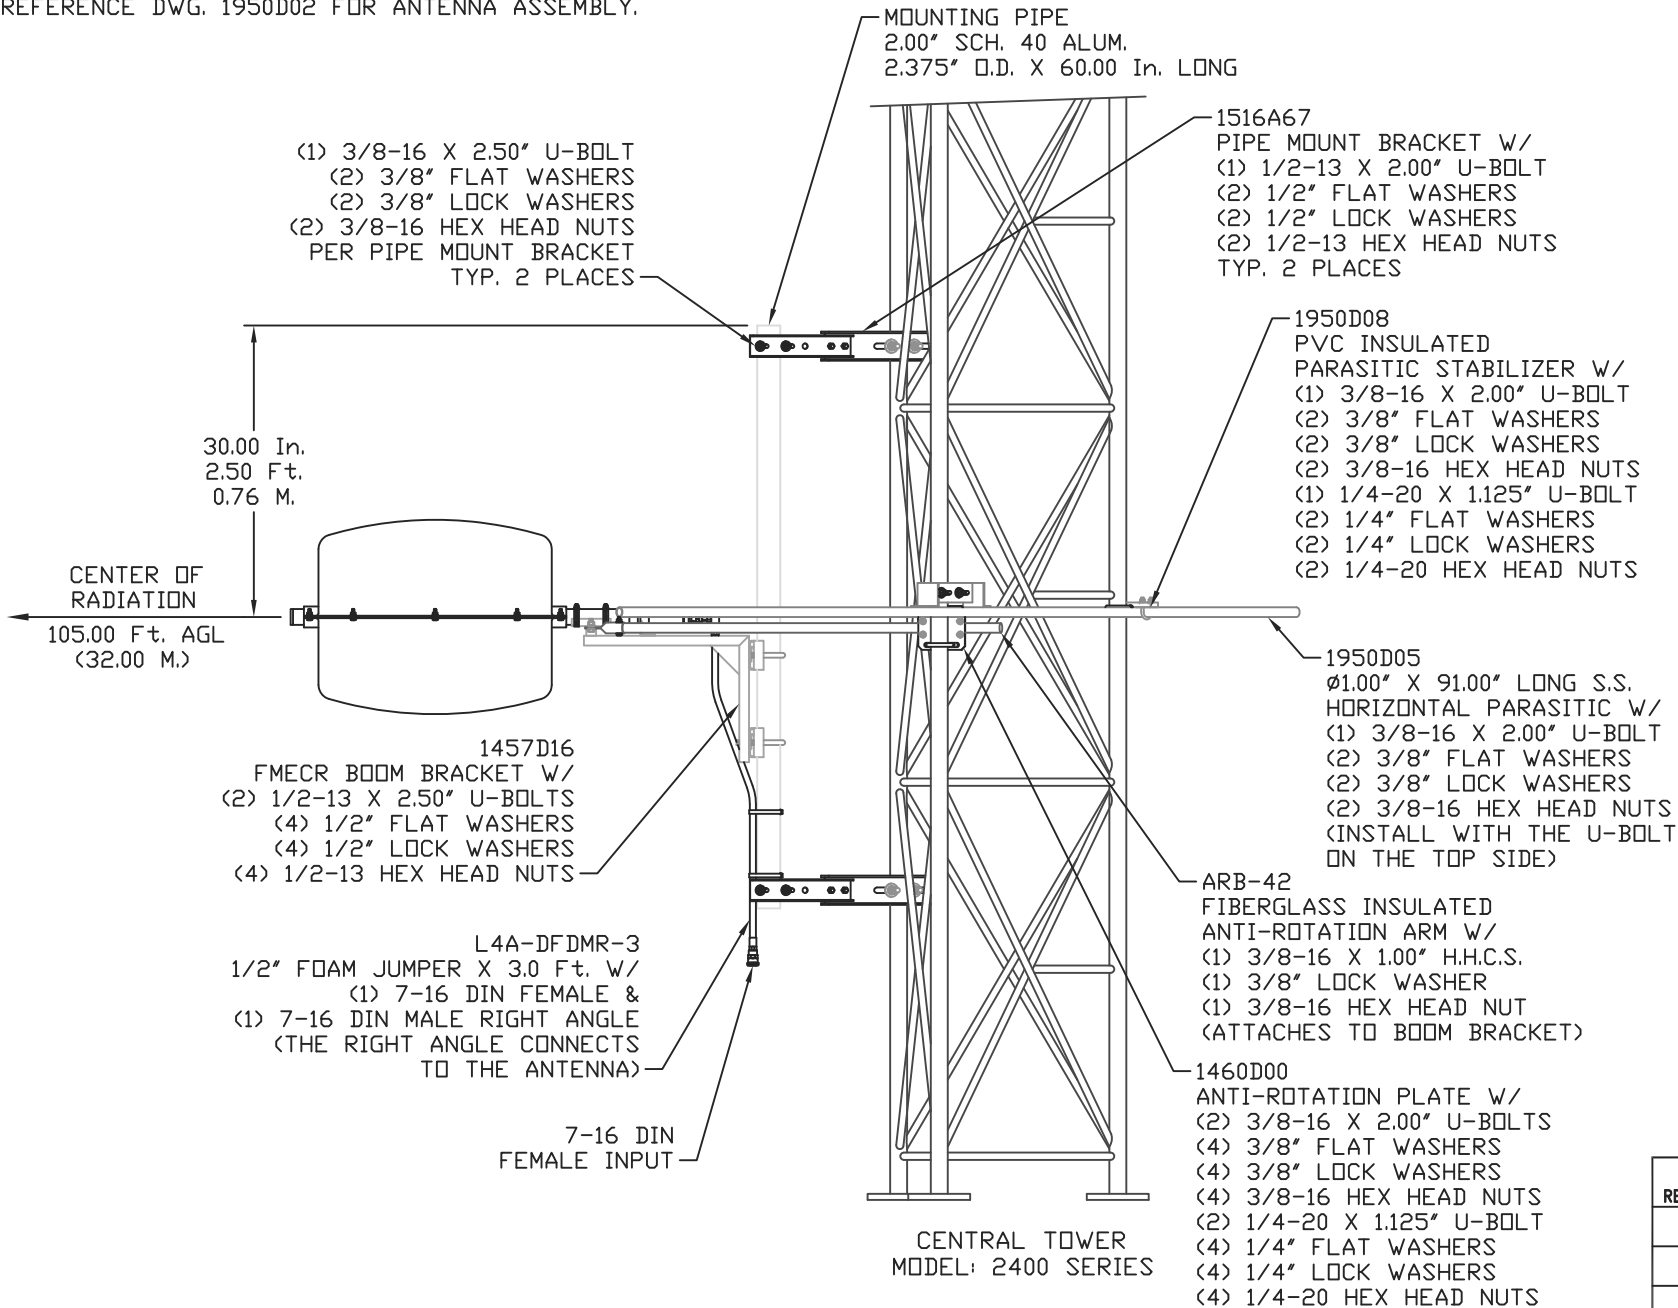 REFERENCE DWG. 1950D02 FOR ANTENNA ASSEMBLY.
MOUNTING PIPE
2.00" SCH. 40 ALUM.
2.375" O.D. X 60.00 In. LONG
(1) 3/8-16 X 2.50" U-BOLT
(2) 3/8" FLAT WASHERS
(2) 3/8" LOCK WASHERS
(2) 3/8-16 HEX HEAD NUTS
PER PIPE MOUNT BRACKET
TYP. 2 PLACES
1516A67
PIPE MOUNT BRACKET W/
(1) 1/2-13 X 2.00" U-BOLT
(2) 1/2" FLAT WASHERS
(2) 1/2" LOCK WASHERS
(2) 1/2-13 HEX HEAD NUTS
TYP. 2 PLACES
1950D08
PVC INSULATED
PARASITIC STABILIZER W/
(1) 3/8-16 X 2.00" U-BOLT
(2) 3/8" FLAT WASHERS
(2) 3/8" LOCK WASHERS
(2) 3/8-16 HEX HEAD NUTS
(1) 1/4-20 X 1.125" U-BOLT
(2) 1/4" FLAT WASHERS
(2) 1/4" LOCK WASHERS
(2) 1/4-20 HEX HEAD NUTS
30.00 In.
2.50 Ft.
0.76 M.
CENTER OF
RADIATION
105.00 Ft. AGL
(32.00 M.)
1950D05
Ø1.00" X 91.00" LONG S.S.
HORIZONTAL PARASITIC W/
(1) 3/8-16 X 2.00" U-BOLT
(2) 3/8" FLAT WASHERS
(2) 3/8" LOCK WASHERS
(2) 3/8-16 HEX HEAD NUTS
(INSTALL WITH THE U-BOLT
ON THE TOP SIDE)
1457D16
FMECR BOOM BRACKET W/
(2) 1/2-13 X 2.50" U-BOLTS
(4) 1/2" FLAT WASHERS
(4) 1/2" LOCK WASHERS
(4) 1/2-13 HEX HEAD NUTS
ARB-42
FIBERGLASS INSULATED
ANTI-ROTATION ARM W/
(1) 3/8-16 X 1.00" H.H.C.S.
(1) 3/8" LOCK WASHER
(1) 3/8-16 HEX HEAD NUT
(ATTACHES TO BOOM BRACKET)
L4A-DFDMR-3
1/2" FOAM JUMPER X 3.0 Ft. W/
(1) 7-16 DIN FEMALE &
(1) 7-16 DIN MALE RIGHT ANGLE
(THE RIGHT ANGLE CONNECTS
TO THE ANTENNA)
7-16 DIN
FEMALE INPUT
1460D00
ANTI-ROTATION PLATE W/
(2) 3/8-16 X 2.00" U-BOLTS
(4) 3/8" FLAT WASHERS
(4) 3/8" LOCK WASHERS
(4) 3/8-16 HEX HEAD NUTS
(2) 1/4-20 X 1.125" U-BOLT
(4) 1/4" FLAT WASHERS
(4) 1/4" LOCK WASHERS
(4) 1/4-20 HEX HEAD NUTS
CENTRAL TOWER
MODEL: 2400 SERIES